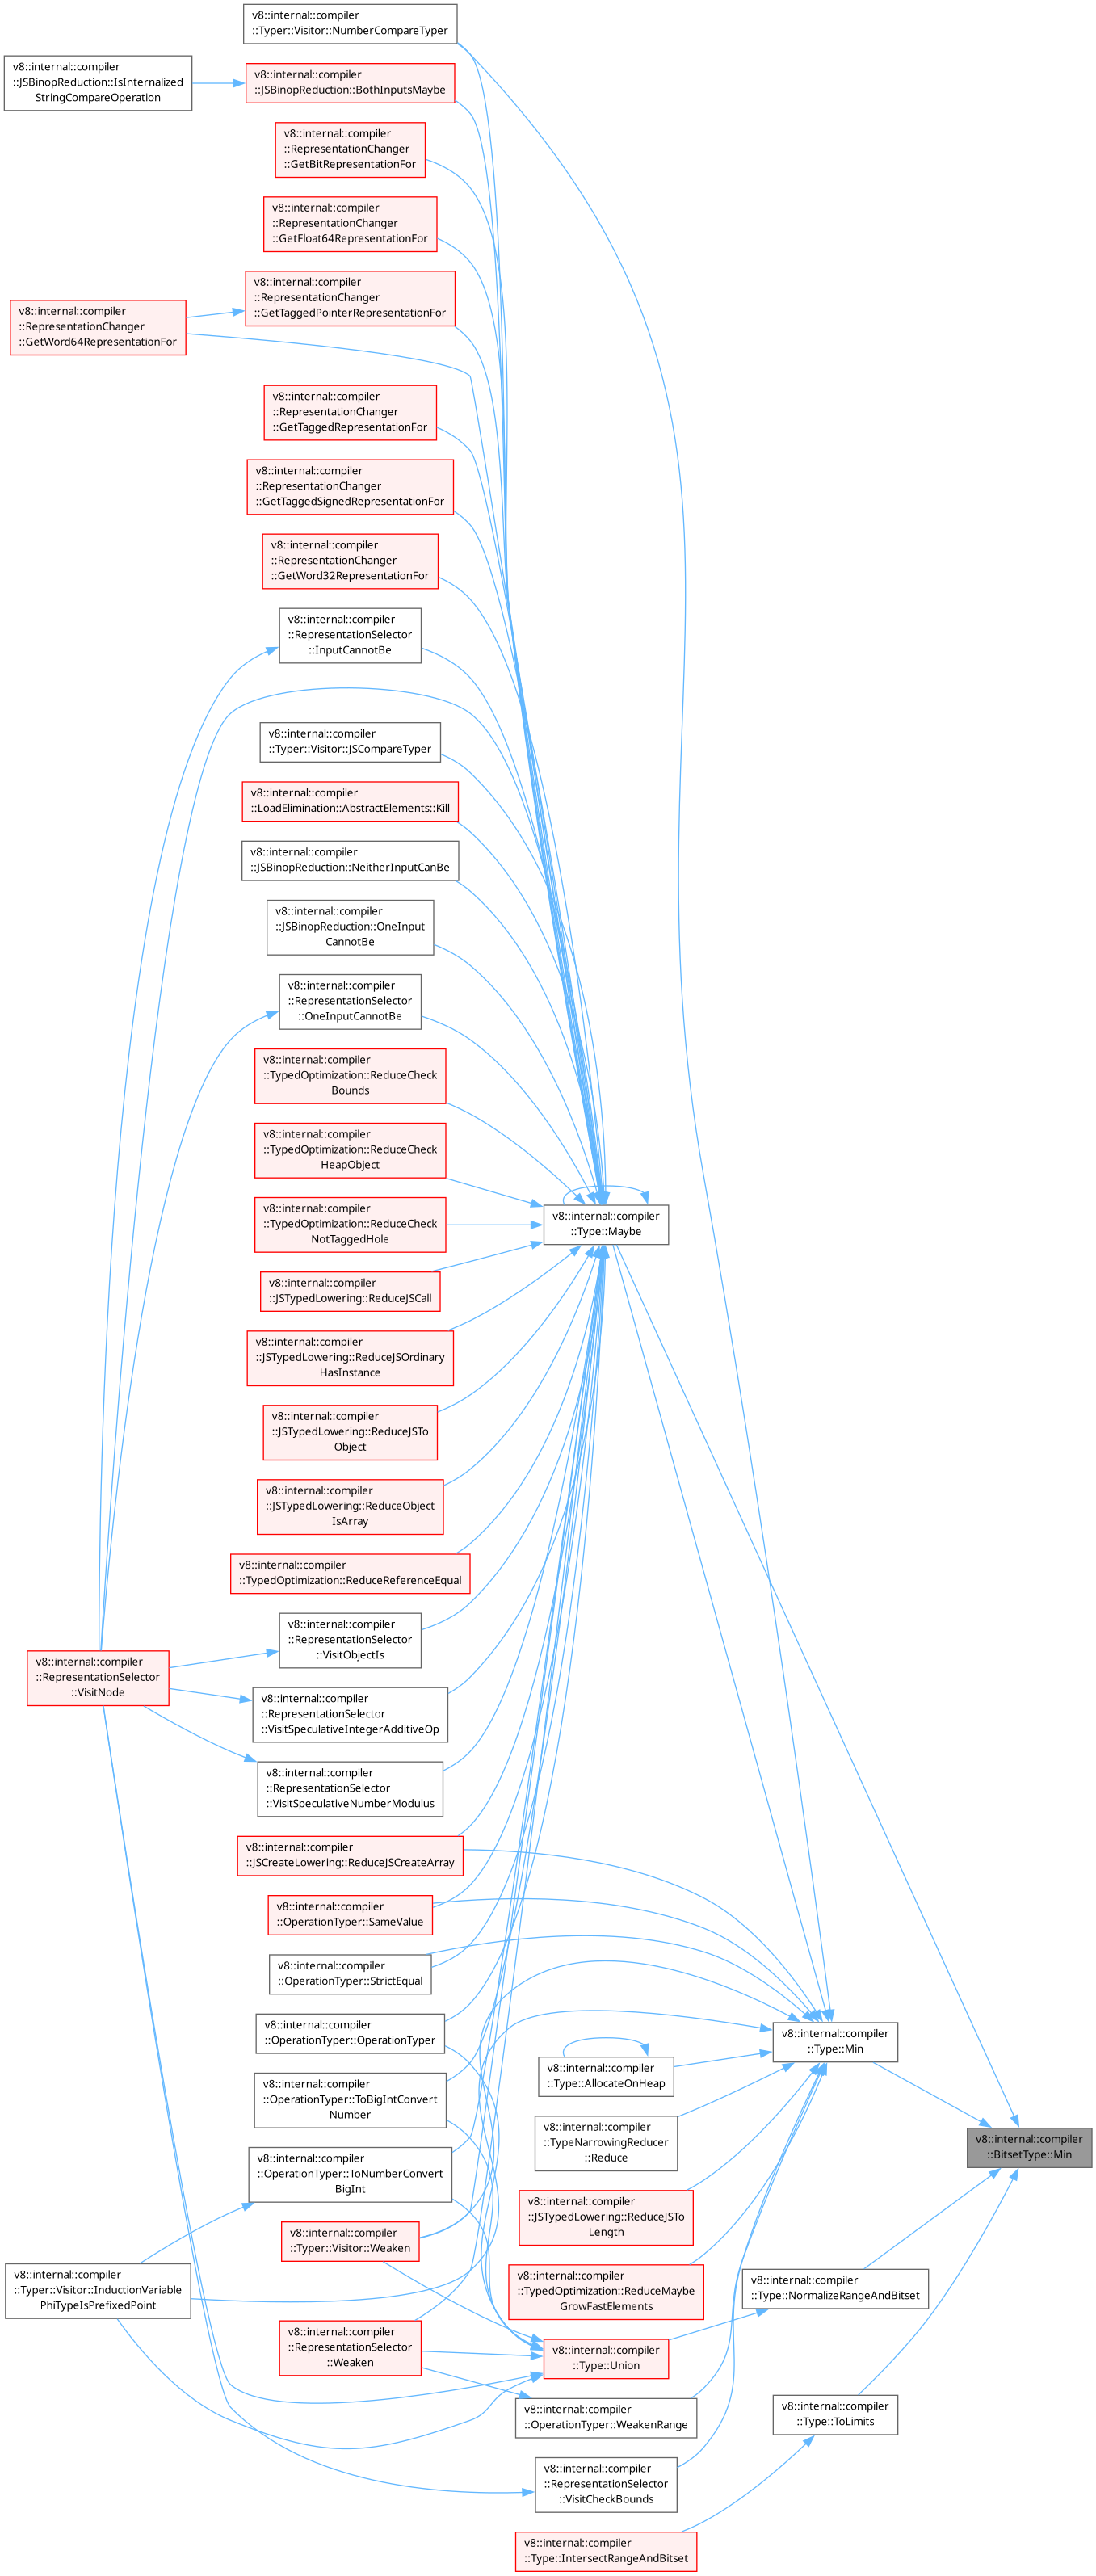 v8::internal::compiler
::Typer::Visitor::NumberCompareTyper
v8::internal::compiler
::JSBinopReduction::IsInternalized
StringCompareOperation
v8::internal::compiler
::JSBinopReduction::BothInputsMaybe
v8::internal::compiler
::RepresentationChanger
::GetBitRepresentationFor
v8::internal::compiler
::RepresentationChanger
::GetFloat64RepresentationFor
v8::internal::compiler
::RepresentationChanger
::GetTaggedPointerRepresentationFor
v8::internal::compiler
::RepresentationChanger
::GetWord64RepresentationFor
v8::internal::compiler
::RepresentationChanger
::GetTaggedRepresentationFor
v8::internal::compiler
::RepresentationChanger
::GetTaggedSignedRepresentationFor
v8::internal::compiler
::RepresentationChanger
::GetWord32RepresentationFor
v8::internal::compiler
::RepresentationSelector
::InputCannotBe
v8::internal::compiler
::Typer::Visitor::JSCompareTyper
v8::internal::compiler
::LoadElimination::AbstractElements::Kill
v8::internal::compiler
::JSBinopReduction::NeitherInputCanBe
v8::internal::compiler
::JSBinopReduction::OneInput
CannotBe
v8::internal::compiler
::RepresentationSelector
::OneInputCannotBe
v8::internal::compiler
::TypedOptimization::ReduceCheck
Bounds
v8::internal::compiler
::TypedOptimization::ReduceCheck
HeapObject
v8::internal::compiler
::TypedOptimization::ReduceCheck
NotTaggedHole
v8::internal::compiler
::Type::Maybe
v8::internal::compiler
::JSTypedLowering::ReduceJSCall
v8::internal::compiler
::JSTypedLowering::ReduceJSOrdinary
HasInstance
v8::internal::compiler
::JSTypedLowering::ReduceJSTo
Object
v8::internal::compiler
::JSTypedLowering::ReduceObject
IsArray
v8::internal::compiler
::TypedOptimization::ReduceReferenceEqual
v8::internal::compiler
::RepresentationSelector
::VisitObjectIs
v8::internal::compiler
::RepresentationSelector
::VisitNode
v8::internal::compiler
::RepresentationSelector
::VisitSpeculativeIntegerAdditiveOp
v8::internal::compiler
::RepresentationSelector
::VisitSpeculativeNumberModulus
v8::internal::compiler
::JSCreateLowering::ReduceJSCreateArray
v8::internal::compiler
::OperationTyper::SameValue
v8::internal::compiler
::OperationTyper::StrictEqual
v8::internal::compiler
::OperationTyper::OperationTyper
v8::internal::compiler
::Type::Min
v8::internal::compiler
::Type::AllocateOnHeap
v8::internal::compiler
::OperationTyper::ToBigIntConvert
Number
v8::internal::compiler
::TypeNarrowingReducer
::Reduce
v8::internal::compiler
::BitsetType::Min
v8::internal::compiler
::OperationTyper::ToNumberConvert
BigInt
v8::internal::compiler
::JSTypedLowering::ReduceJSTo
Length
v8::internal::compiler
::Typer::Visitor::Weaken
v8::internal::compiler
::Typer::Visitor::InductionVariable
PhiTypeIsPrefixedPoint
v8::internal::compiler
::TypedOptimization::ReduceMaybe
GrowFastElements
v8::internal::compiler
::Type::NormalizeRangeAndBitset
v8::internal::compiler
::RepresentationSelector
::Weaken
v8::internal::compiler
::Type::Union
v8::internal::compiler
::OperationTyper::WeakenRange
v8::internal::compiler
::Type::ToLimits
v8::internal::compiler
::RepresentationSelector
::VisitCheckBounds
v8::internal::compiler
::Type::IntersectRangeAndBitset